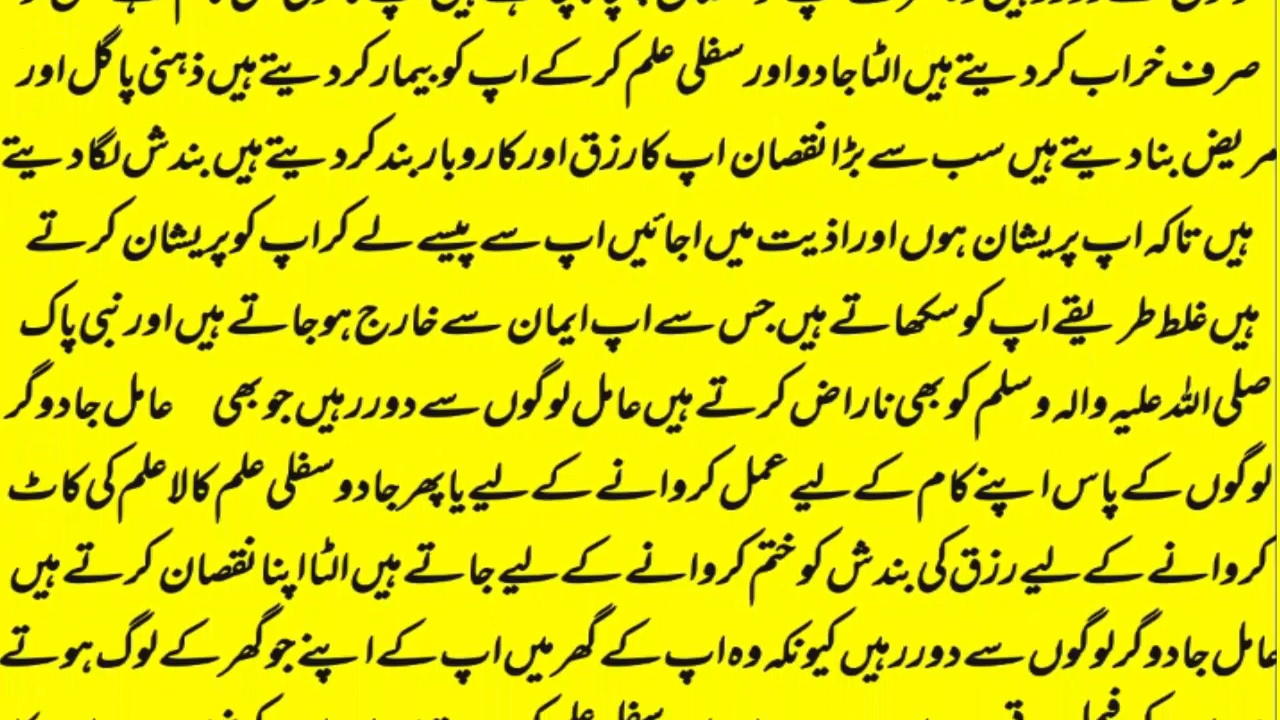 صرف خراب کر دیتے ہیں الٹا جادو اور سفلی علم کر کے اپ کو بیمار کر دیتے ہیں ذہنی پاگل اور
مریض بنا دیتے ہیں سب سے بڑا نقصان اپ کا رزق اور کاروبار بند کر دیتے ہیں بندش لگا دیتے
ہیں تاکہ اپ پریشان ہوں اور اذیت میں اجائیں اپ سے پیسے لے کر اپ کو پریشان کرتے
ہیں غلط طریقے اپ کو سکھاتے ہیں جس سے اپ ایمان سے خارج ہو جاتے ہیں اور نبی پاک
صلی اللہ علیہ والہ وسلم کو بھی ناراض کرتے ہیں عامل لوگوں سے دور رہیں جو بھی عامل جادوگر
لوگوں کے پاس اپنے کام کے لیے عمل کروانے کے لیے یا پھر جادو سفلی علم کالا علم کی کاٹ
کروانے کے لیے رزق کی بندش کو ختم کروانے کے لیے جاتے ہیں الٹا اپنا نقصان کرتے ہیں
عامل جادوگر لوگوں سے دور رہیں کیونکہ وہ اپ کے گھر میں اپ کے اپنے جو گھر کے لوگ ہوتے